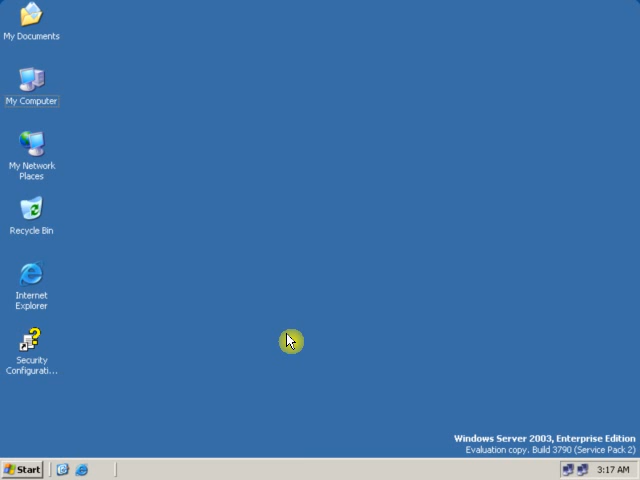 My Documents
My Computer
My Network
Places
Recycle Bin
Internet
Explorer
Security
Configurati...
Windows Server 2003, Enterprise Edition
Evaluation copy. Build 3790 (Service Pack 2)
Start
3:17 AM